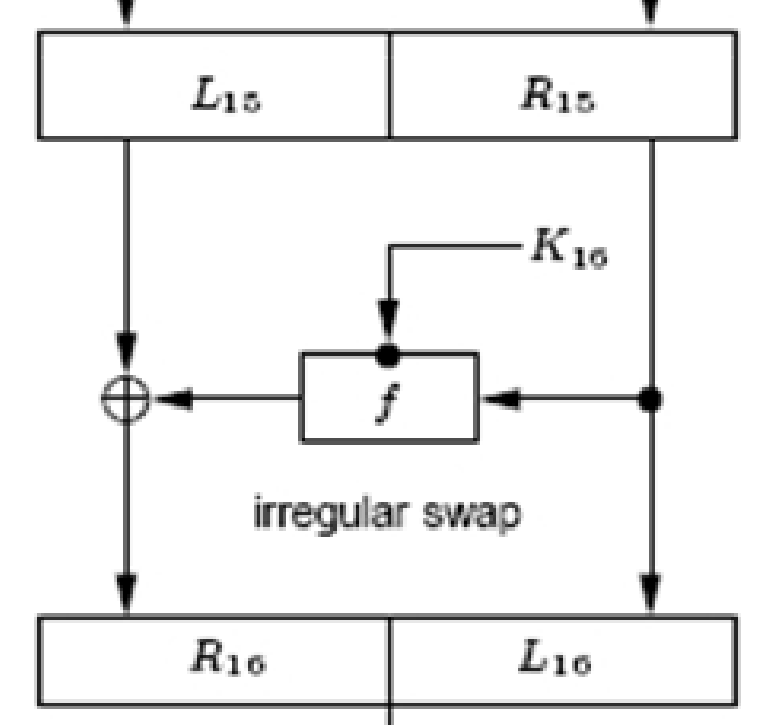 L₁₅ R₁₅
K₁₆
f
irregular swap
R₁₆ L₁₆